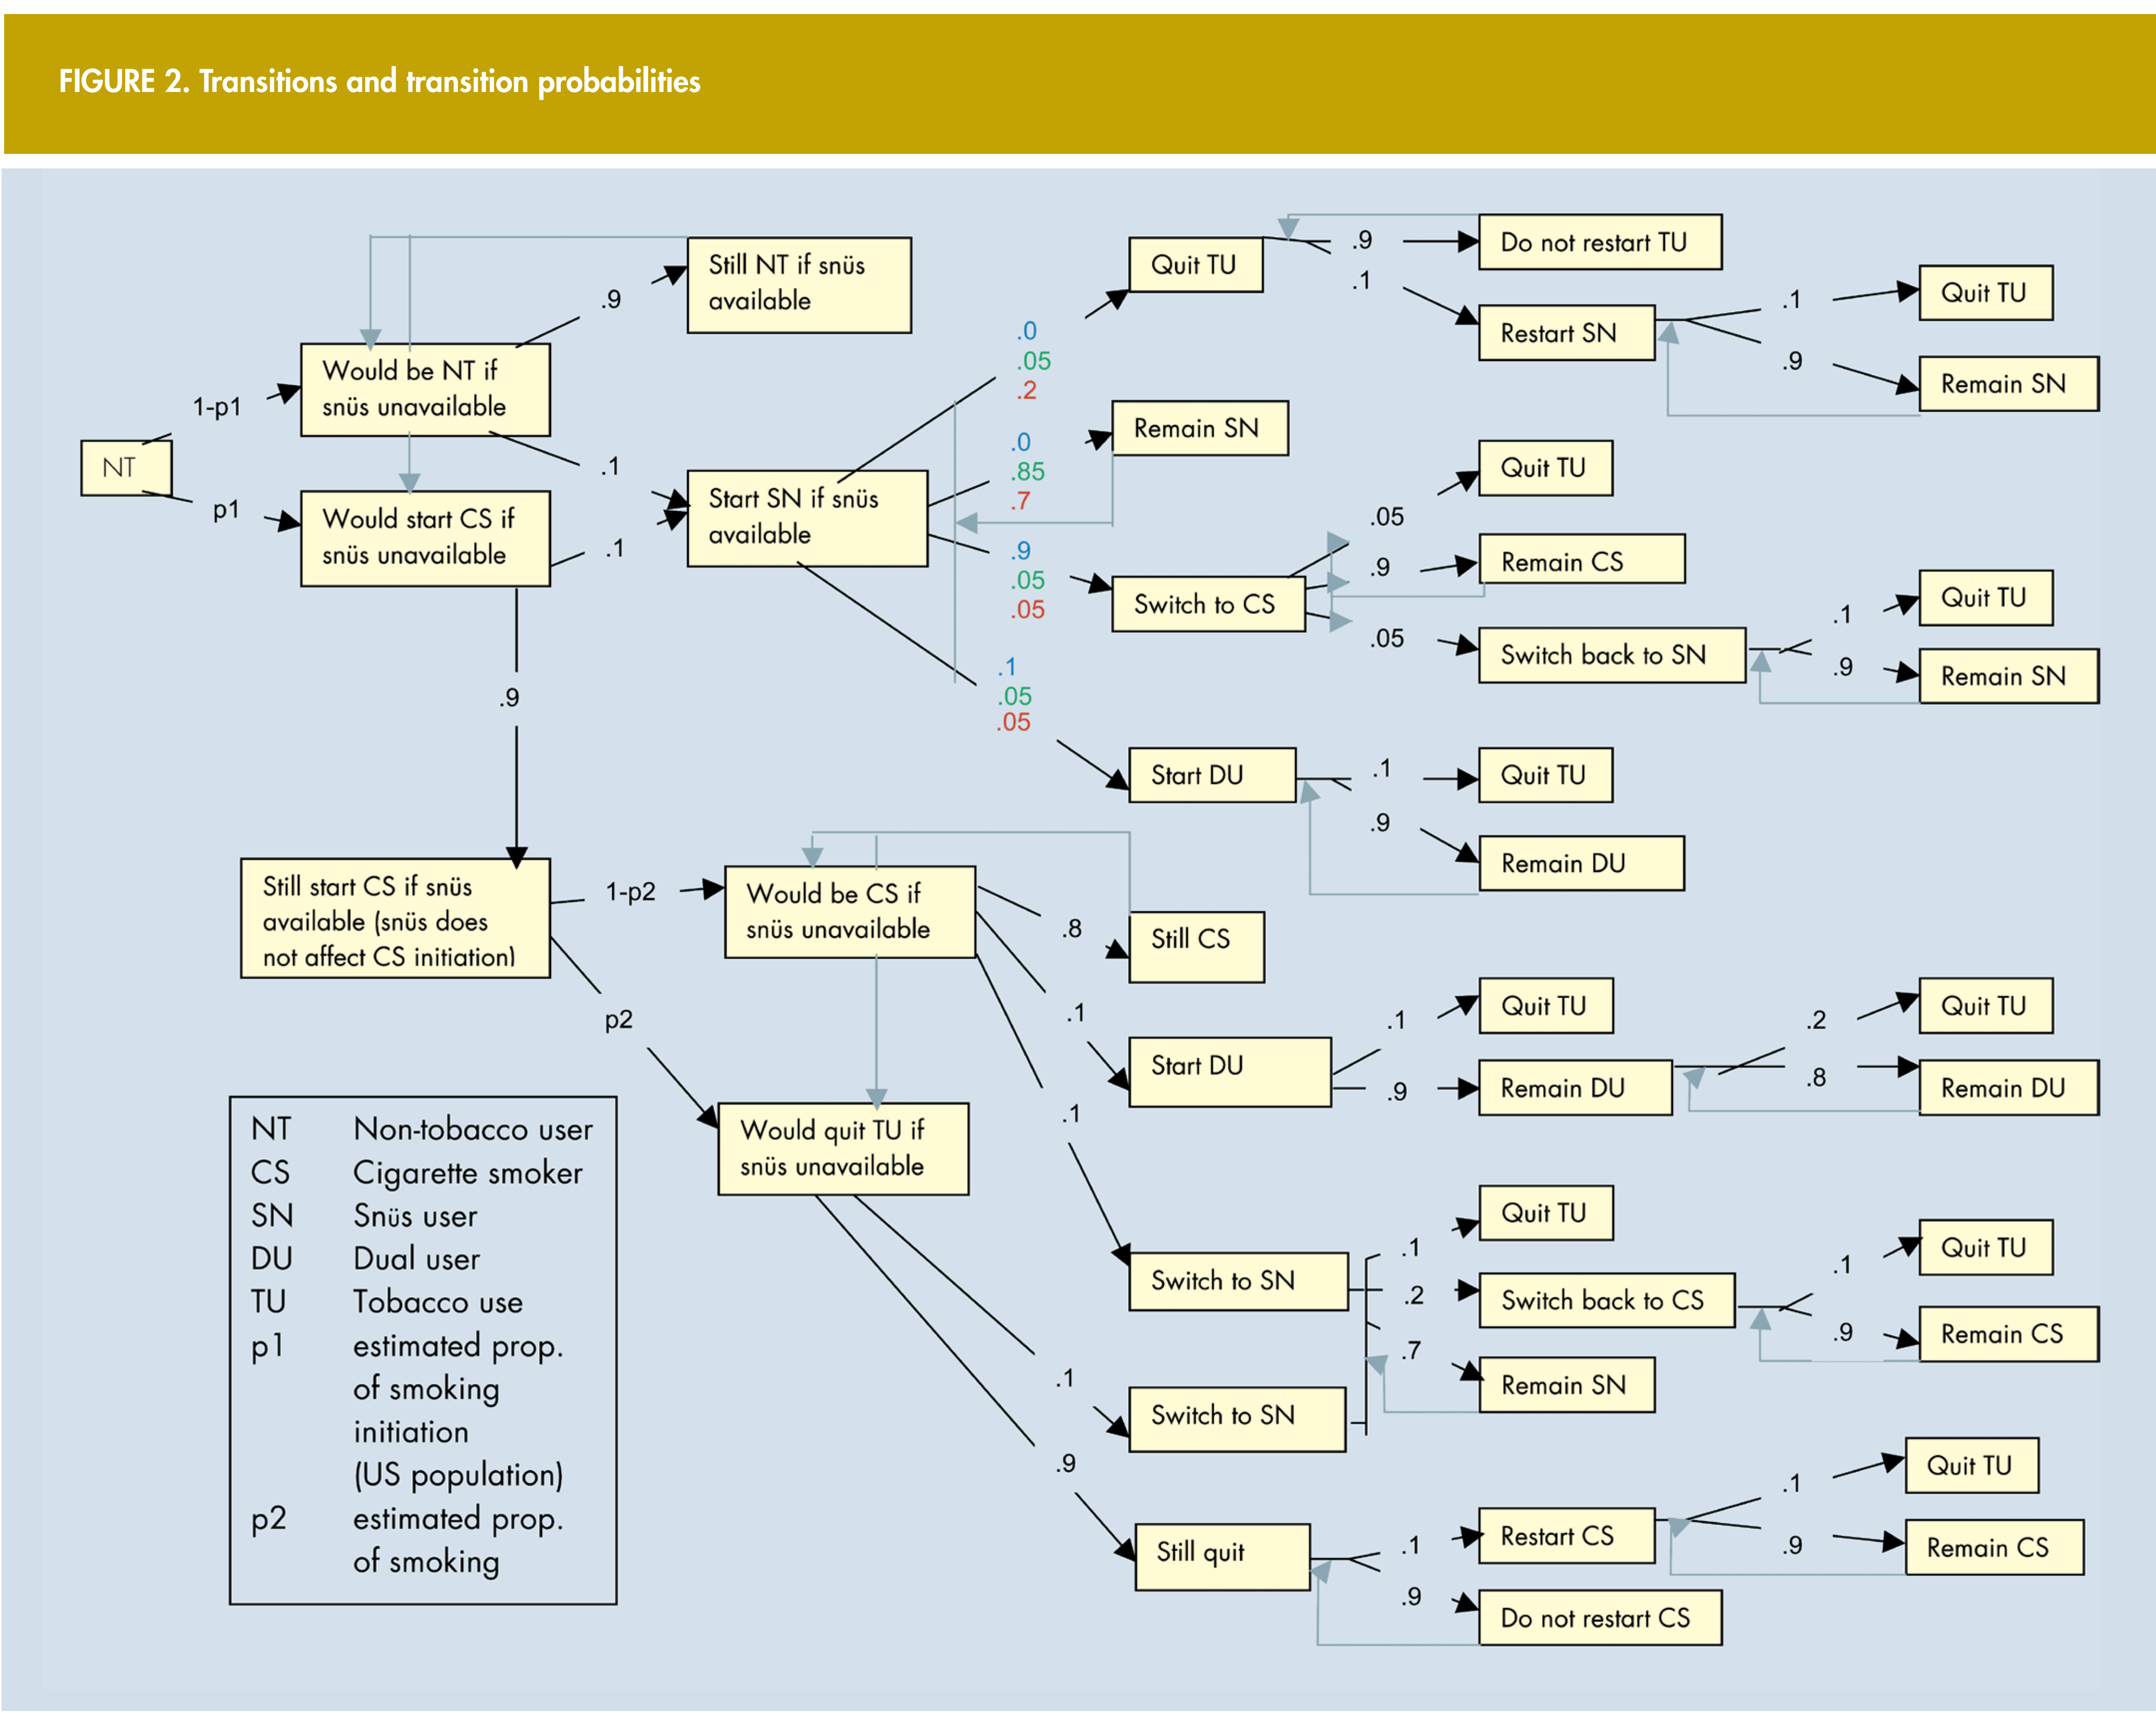 FIGURE 2. Transitions and transition probabilities
NT
1-p1
p1
Would be NT if
snüs unavailable
Would start CS if
snüs unavailable
.9
.1
.1
.9
Still NT if snüs
available
Start SN if snüs
available
.0
.05
.2
.0
.85
.7
.9
.05
.05
.1
.05
.05
Quit TU
.9
.1
Do not restart TU
Restart SN
.1
.9
Quit TU
Remain SN
Remain SN
Switch to CS
.05
.9
.05
Quit TU
Remain CS
Switch back to SN
.1
.9
Quit TU
Remain SN
Start DU
.1
.9
Quit TU
Remain DU
Still start CS if snüs
available (snüs does
not affect CS initiation)
1-p2
p2
Would be CS if
snüs unavailable
.8
.1
.1
Still CS
Start DU
.1
.9
Quit TU
Remain DU
.2
.8
Quit TU
Remain DU
Would quit TU if
snüs unavailable
.1
.9
Switch to SN
Switch to SN
.1
.2
.7
Quit TU
Switch back to CS
Remain SN
.1
.9
Quit TU
Remain CS
Still quit
.1
.9
Restart CS
Do not restart CS
.1
.9
Quit TU
Remain CS
NT Non-tobacco user
CS Cigarette smoker
SN Snüs user
DU Dual user
TU Tobacco use
p1 estimated prop.
of smoking
initiation
(US population)
p2 estimated prop.
of smoking